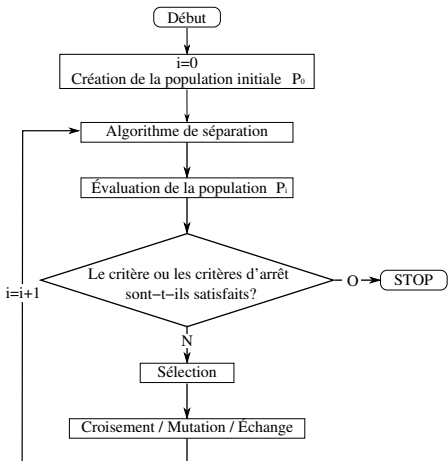 Début
i=0
Création de la population initiale P₀
Algorithme de séparation
Évaluation de la population Pᵢ
Le critère ou les critères d'arrêt
sont−t−ils satisfaits?
O
STOP
i=i+1
N
Sélection
Croisement / Mutation / Échange